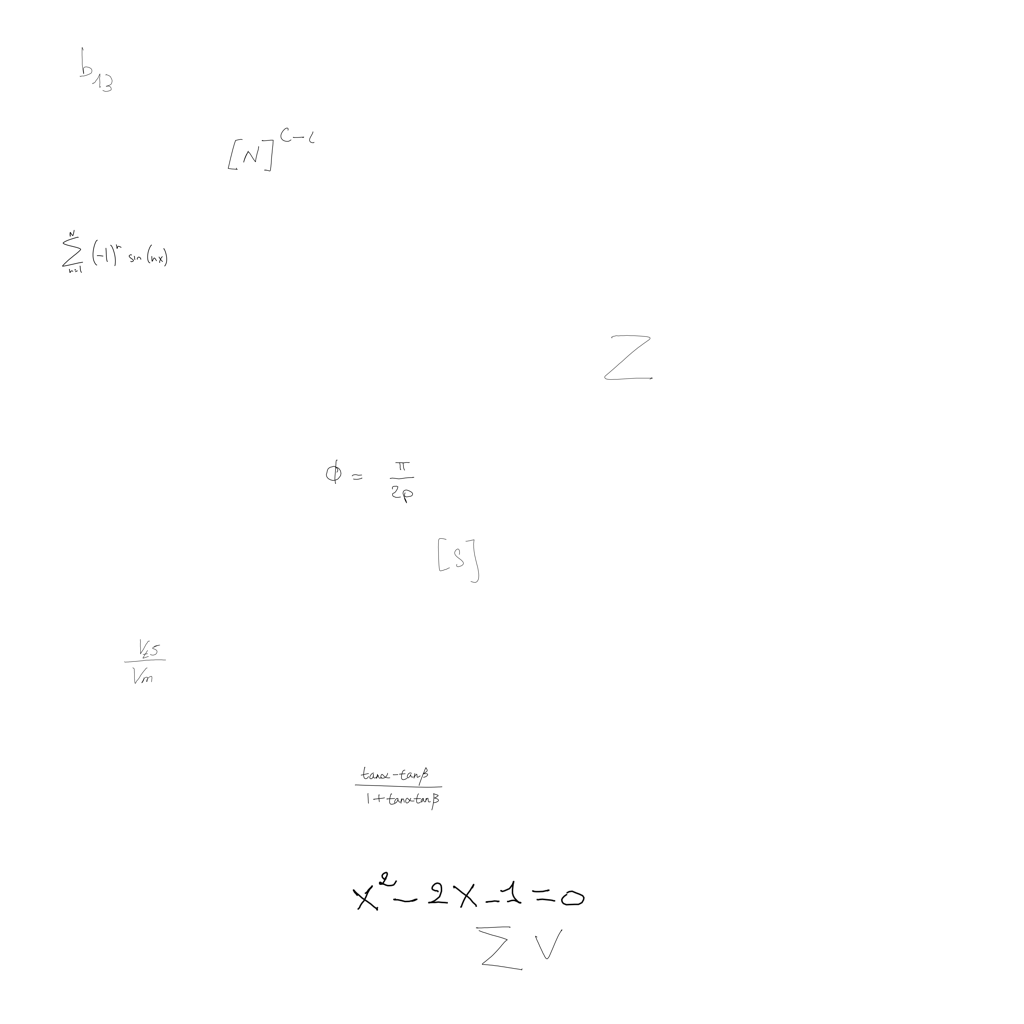 b_{13}
[N]^{C-L}
\sum_{n=1}^{N} (-1)^n sin(nx)
Z
\phi = \frac{\pi}{2p}
[S]
\frac{V_{z}s}{V_m}
\frac{tan\alpha - tan\beta}{1 + tan\alpha tan\beta}
x^2 - 2x - 1 = 0
\sum V